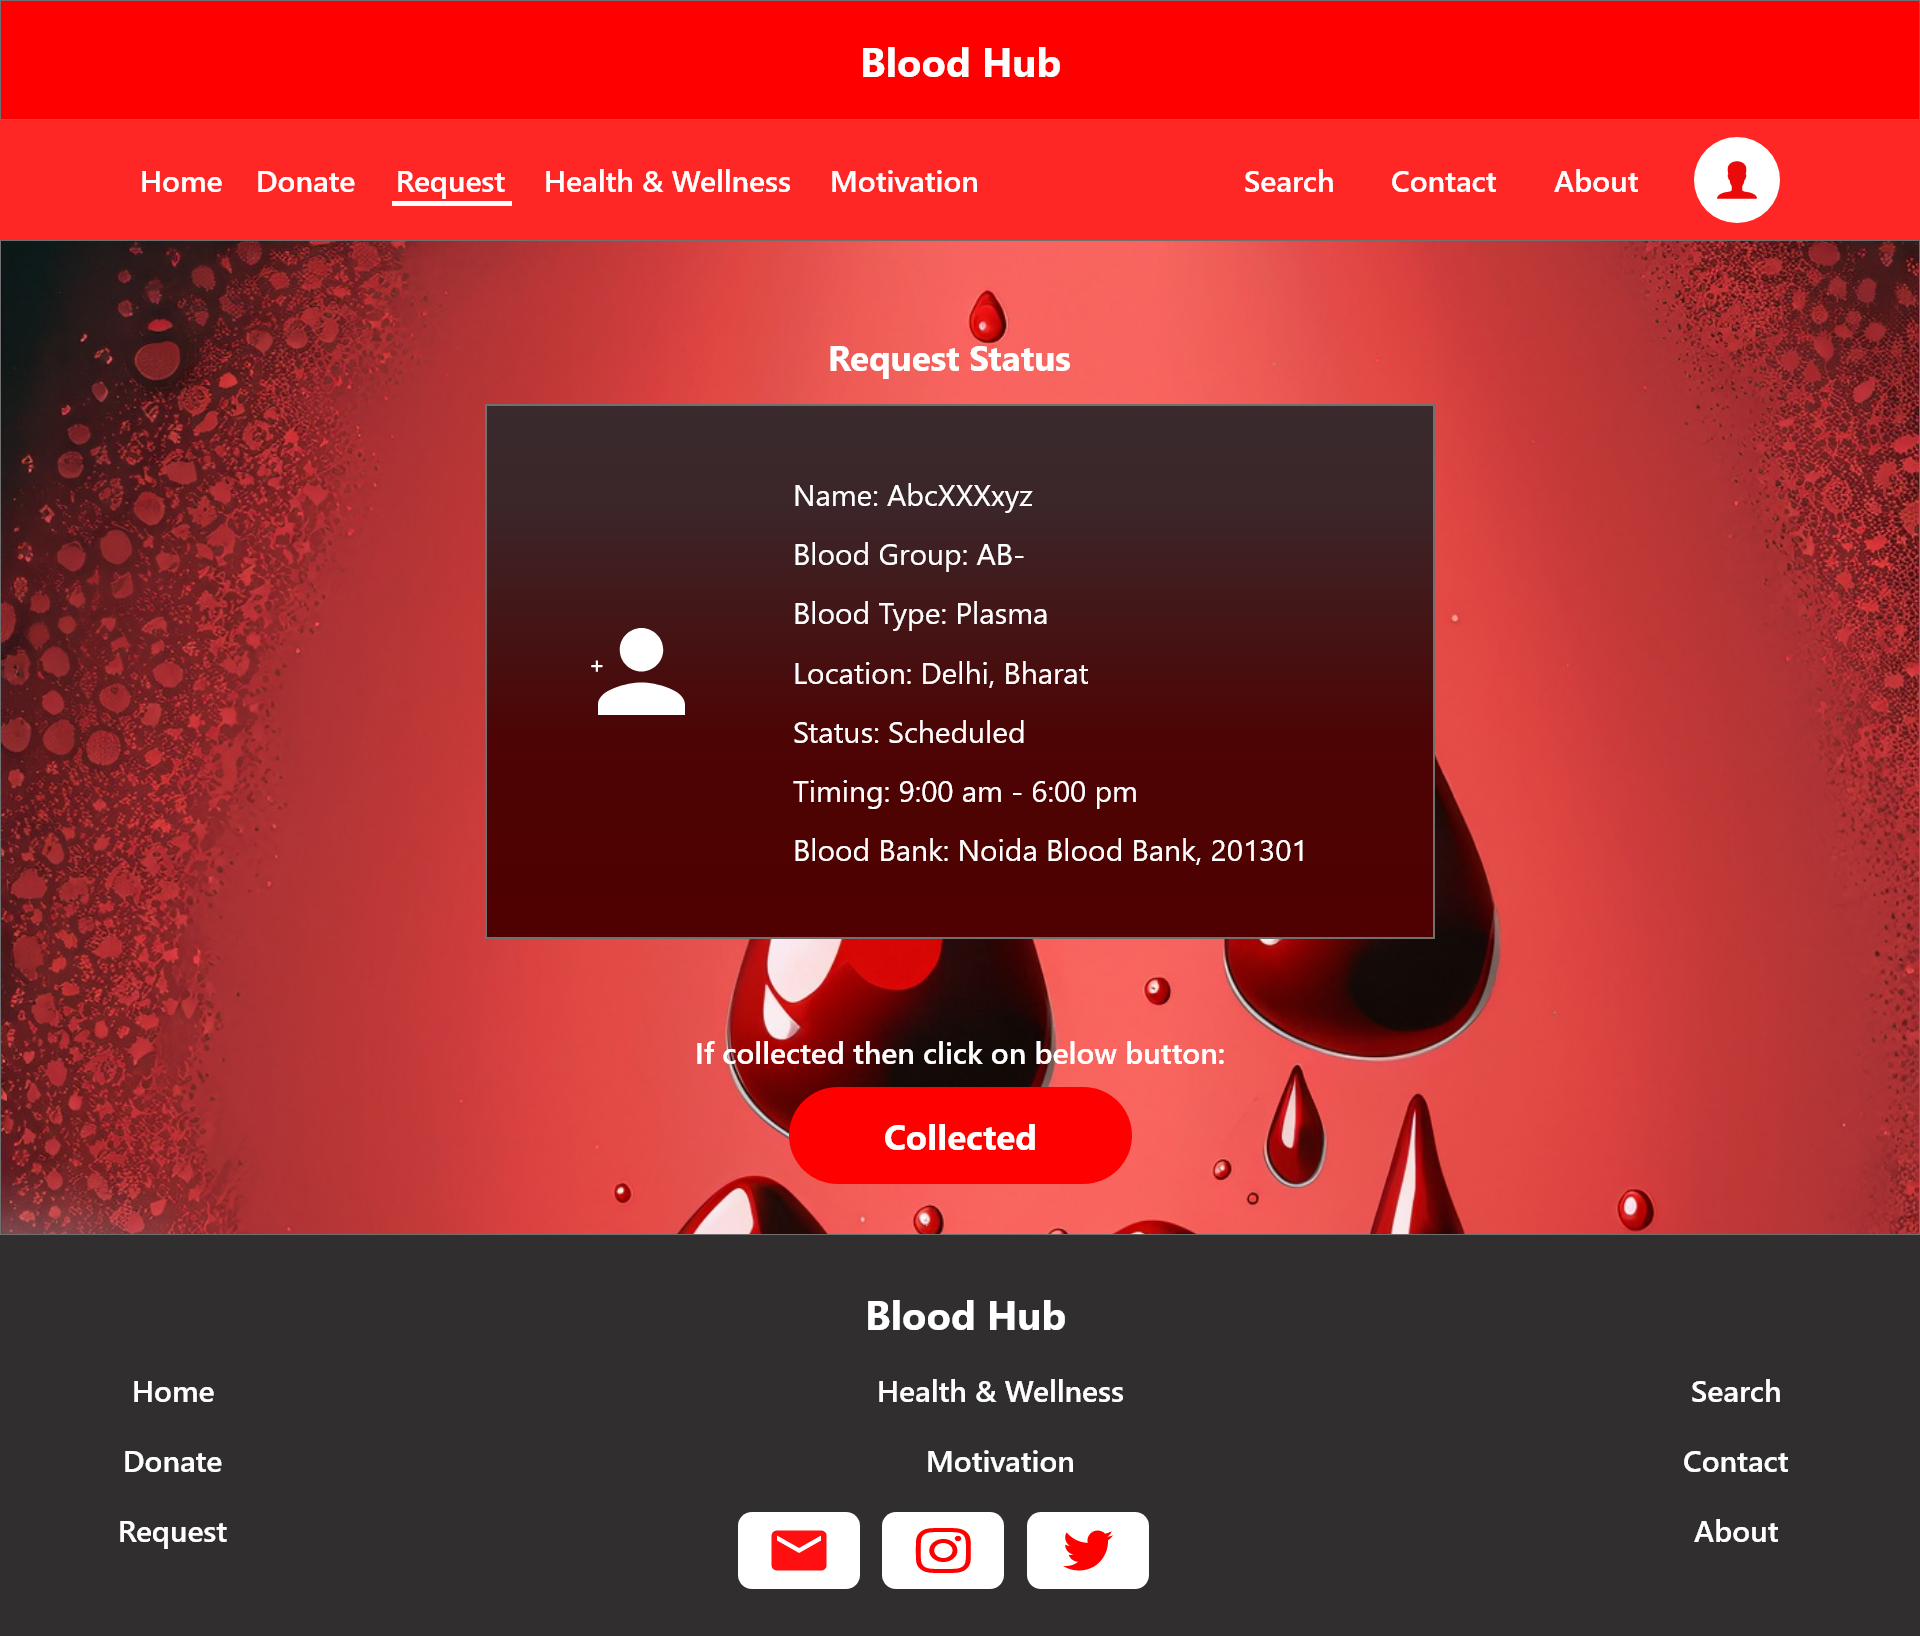 Blood Hub
Home Donate Request Health & Wellness Motivation Search Contact About
Request Status
Name: AbcXXXxyz
Blood Group: AB-
Blood Type: Plasma
Location: Delhi, Bharat
Status: Scheduled
Timing: 9:00 am - 6:00 pm
Blood Bank: Noida Blood Bank, 201301
If collected then click on below button:
Collected
Blood Hub
Home Health & Wellness Search
Donate Motivation Contact
Request About